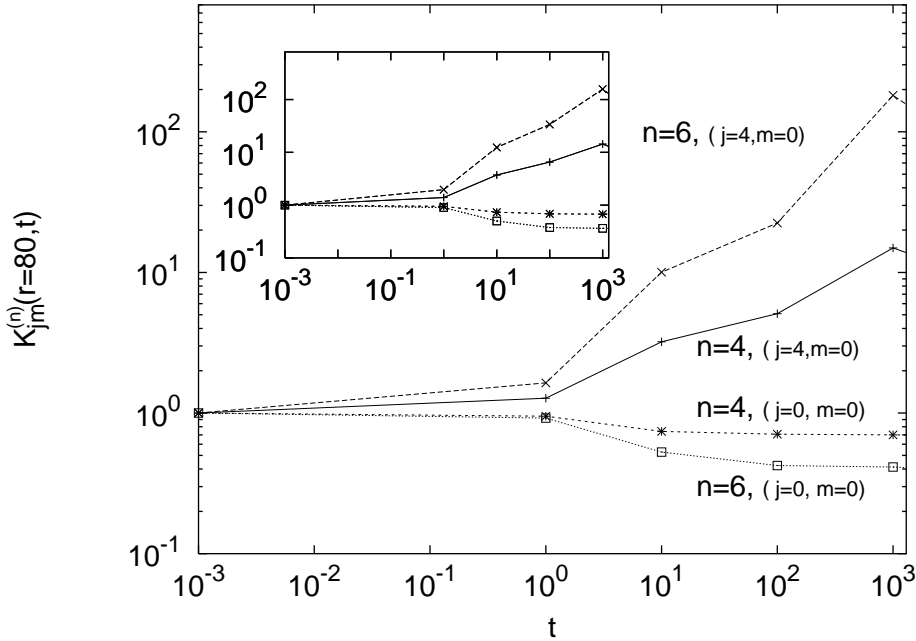 K_{jm}^{(n)}(r=80,t)
10^2
10^1
10^0
10^{-1}
10^{-3} 10^{-2} 10^{-1} 10^0 10^1 10^2 10^3
t
10^2
10^1
10^0
10^{-1}
10^{-3} 10^{-1} 10^1 10^3
n=6, ( j=4,m=0)
n=4, ( j=4,m=0)
n=4, ( j=0, m=0)
n=6, ( j=0, m=0)